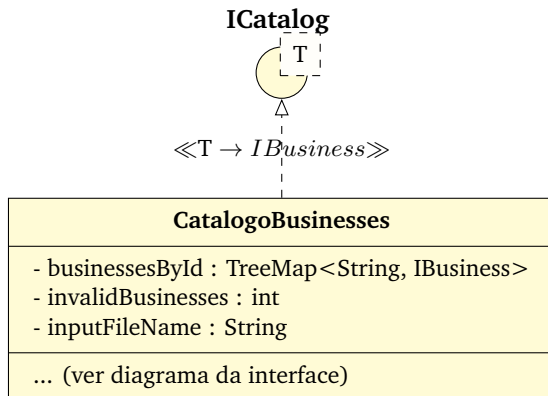 ICatalog
T
≪T → IBusiness≫
CatalogoBusinesses
- businessesById : TreeMap<String, IBusiness>
- invalidBusinesses : int
- inputFileName : String
... (ver diagrama da interface)